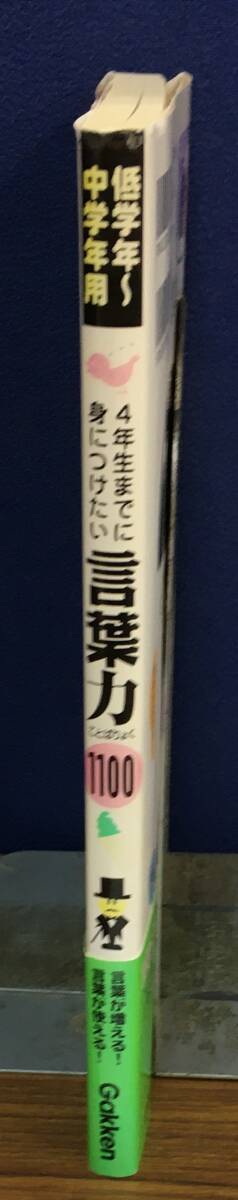 低学年~
中学年用
4年生までに
身につけたい
言葉力
ことばりょく
1100
言葉が増える!
言葉が使える!
Gakken